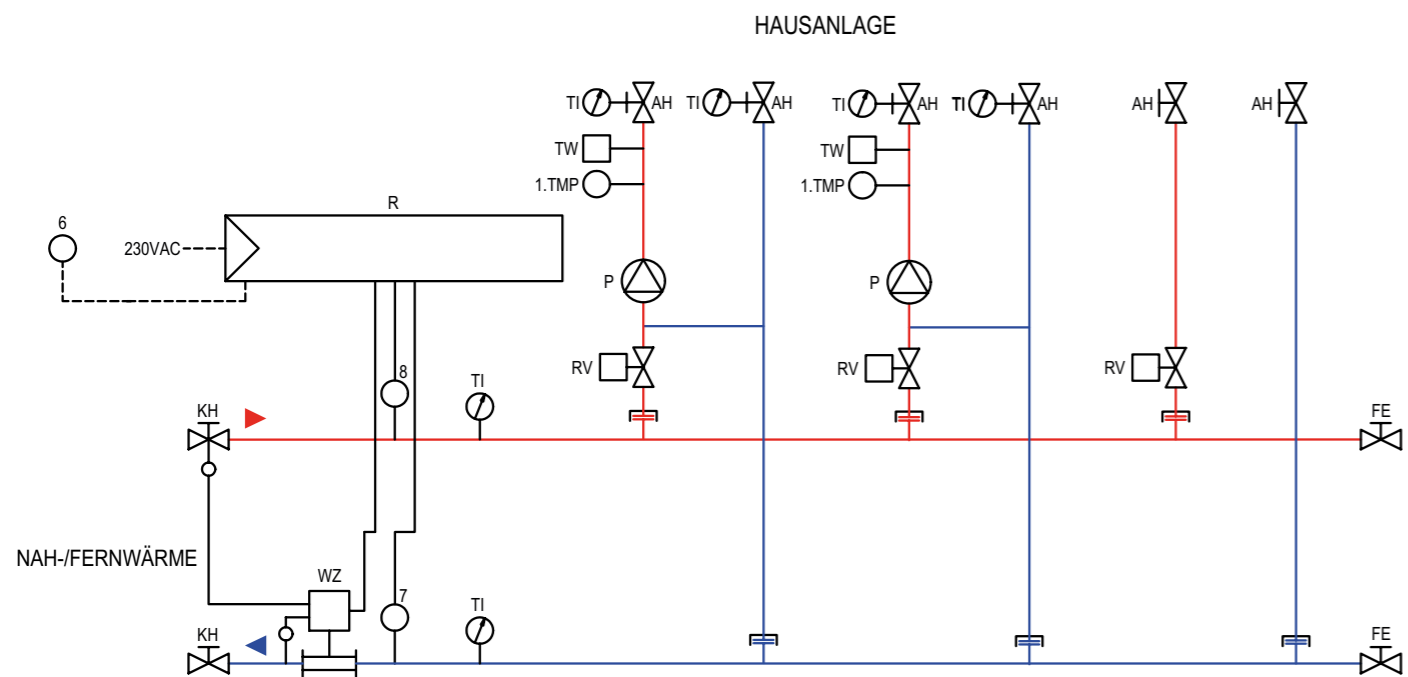 HAUSANLAGE
TI AH TI AH TI AH TI AH AH AH
TW TW
1.TMP 1.TMP
R
6
230VAC
P P
8 TI RV RV RV
KH FE
NAH-/FERNWÄRME
WZ
7 TI
KH FE